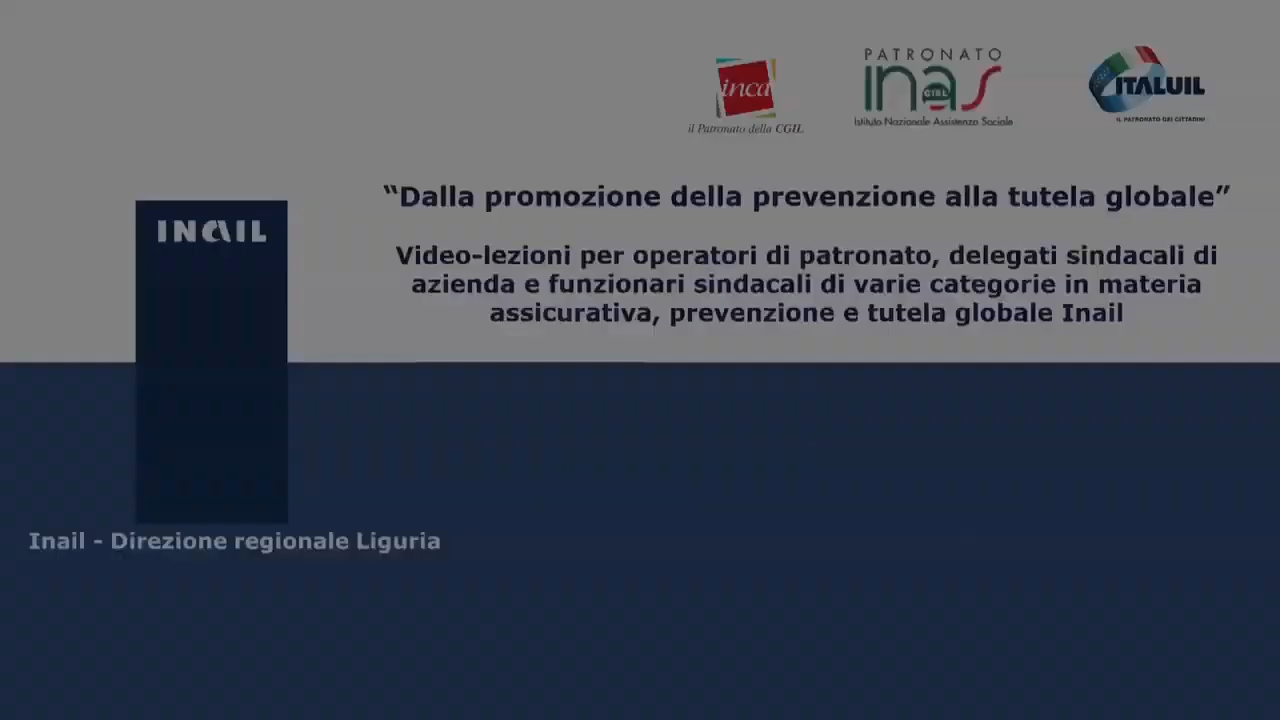 inca
il Patronato della CGIL
PATRONATO
inas
CISL
Istituto Nazionale Assistenza Sociale
ITALUIL
IL PATRONATO DEI CITTADINI
“Dalla promozione della prevenzione alla tutela globale”
INAIL
Video-lezioni per operatori di patronato, delegati sindacali di
azienda e funzionari sindacali di varie categorie in materia
assicurativa, prevenzione e tutela globale Inail
Inail - Direzione regionale Liguria